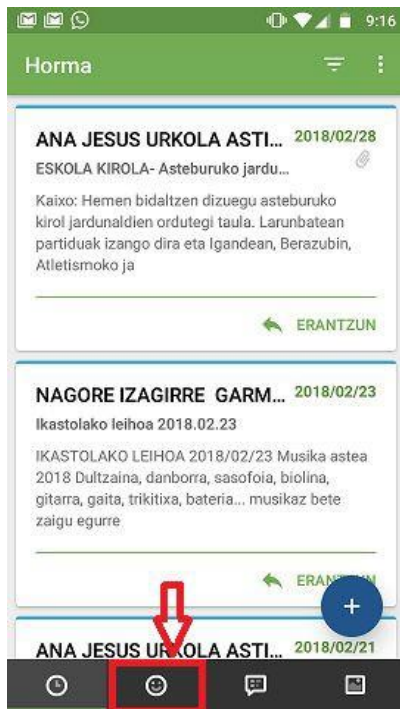 9:16
Horma
ANA JESUS URKOLA ASTI... 2018/02/28
ESKOLA KIROLA- Asteburuko jardu...
Kaixo: Hemen bidaltzen dizuegu asteburuko
kirol jardunaldien ordutegi taula. Larunbatean
partiduak izango dira eta Igandean, Berazubin,
Atletismoko ja
ERANTZUN
NAGORE IZAGIRRE GARM... 2018/02/23
Ikastolako leihoa 2018.02.23
IKASTOLAKO LEIHOA 2018/02/23 Musika astea
2018 Dultzaina, danborra, sasofoia, biolina,
gitarra, gaita, trikitixa, bateria... musikaz bete
zaigu egurre
ANA JESUS URKOLA ASTI... 2018/02/21